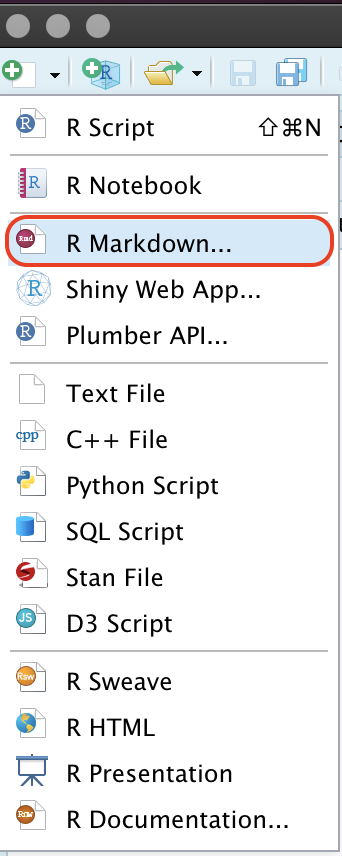 R Script ⇧⌘N
R Notebook
R Markdown...
Shiny Web App...
Plumber API...
Text File
C++ File
Python Script
SQL Script
Stan File
D3 Script
R Sweave
R HTML
R Presentation
R Documentation...